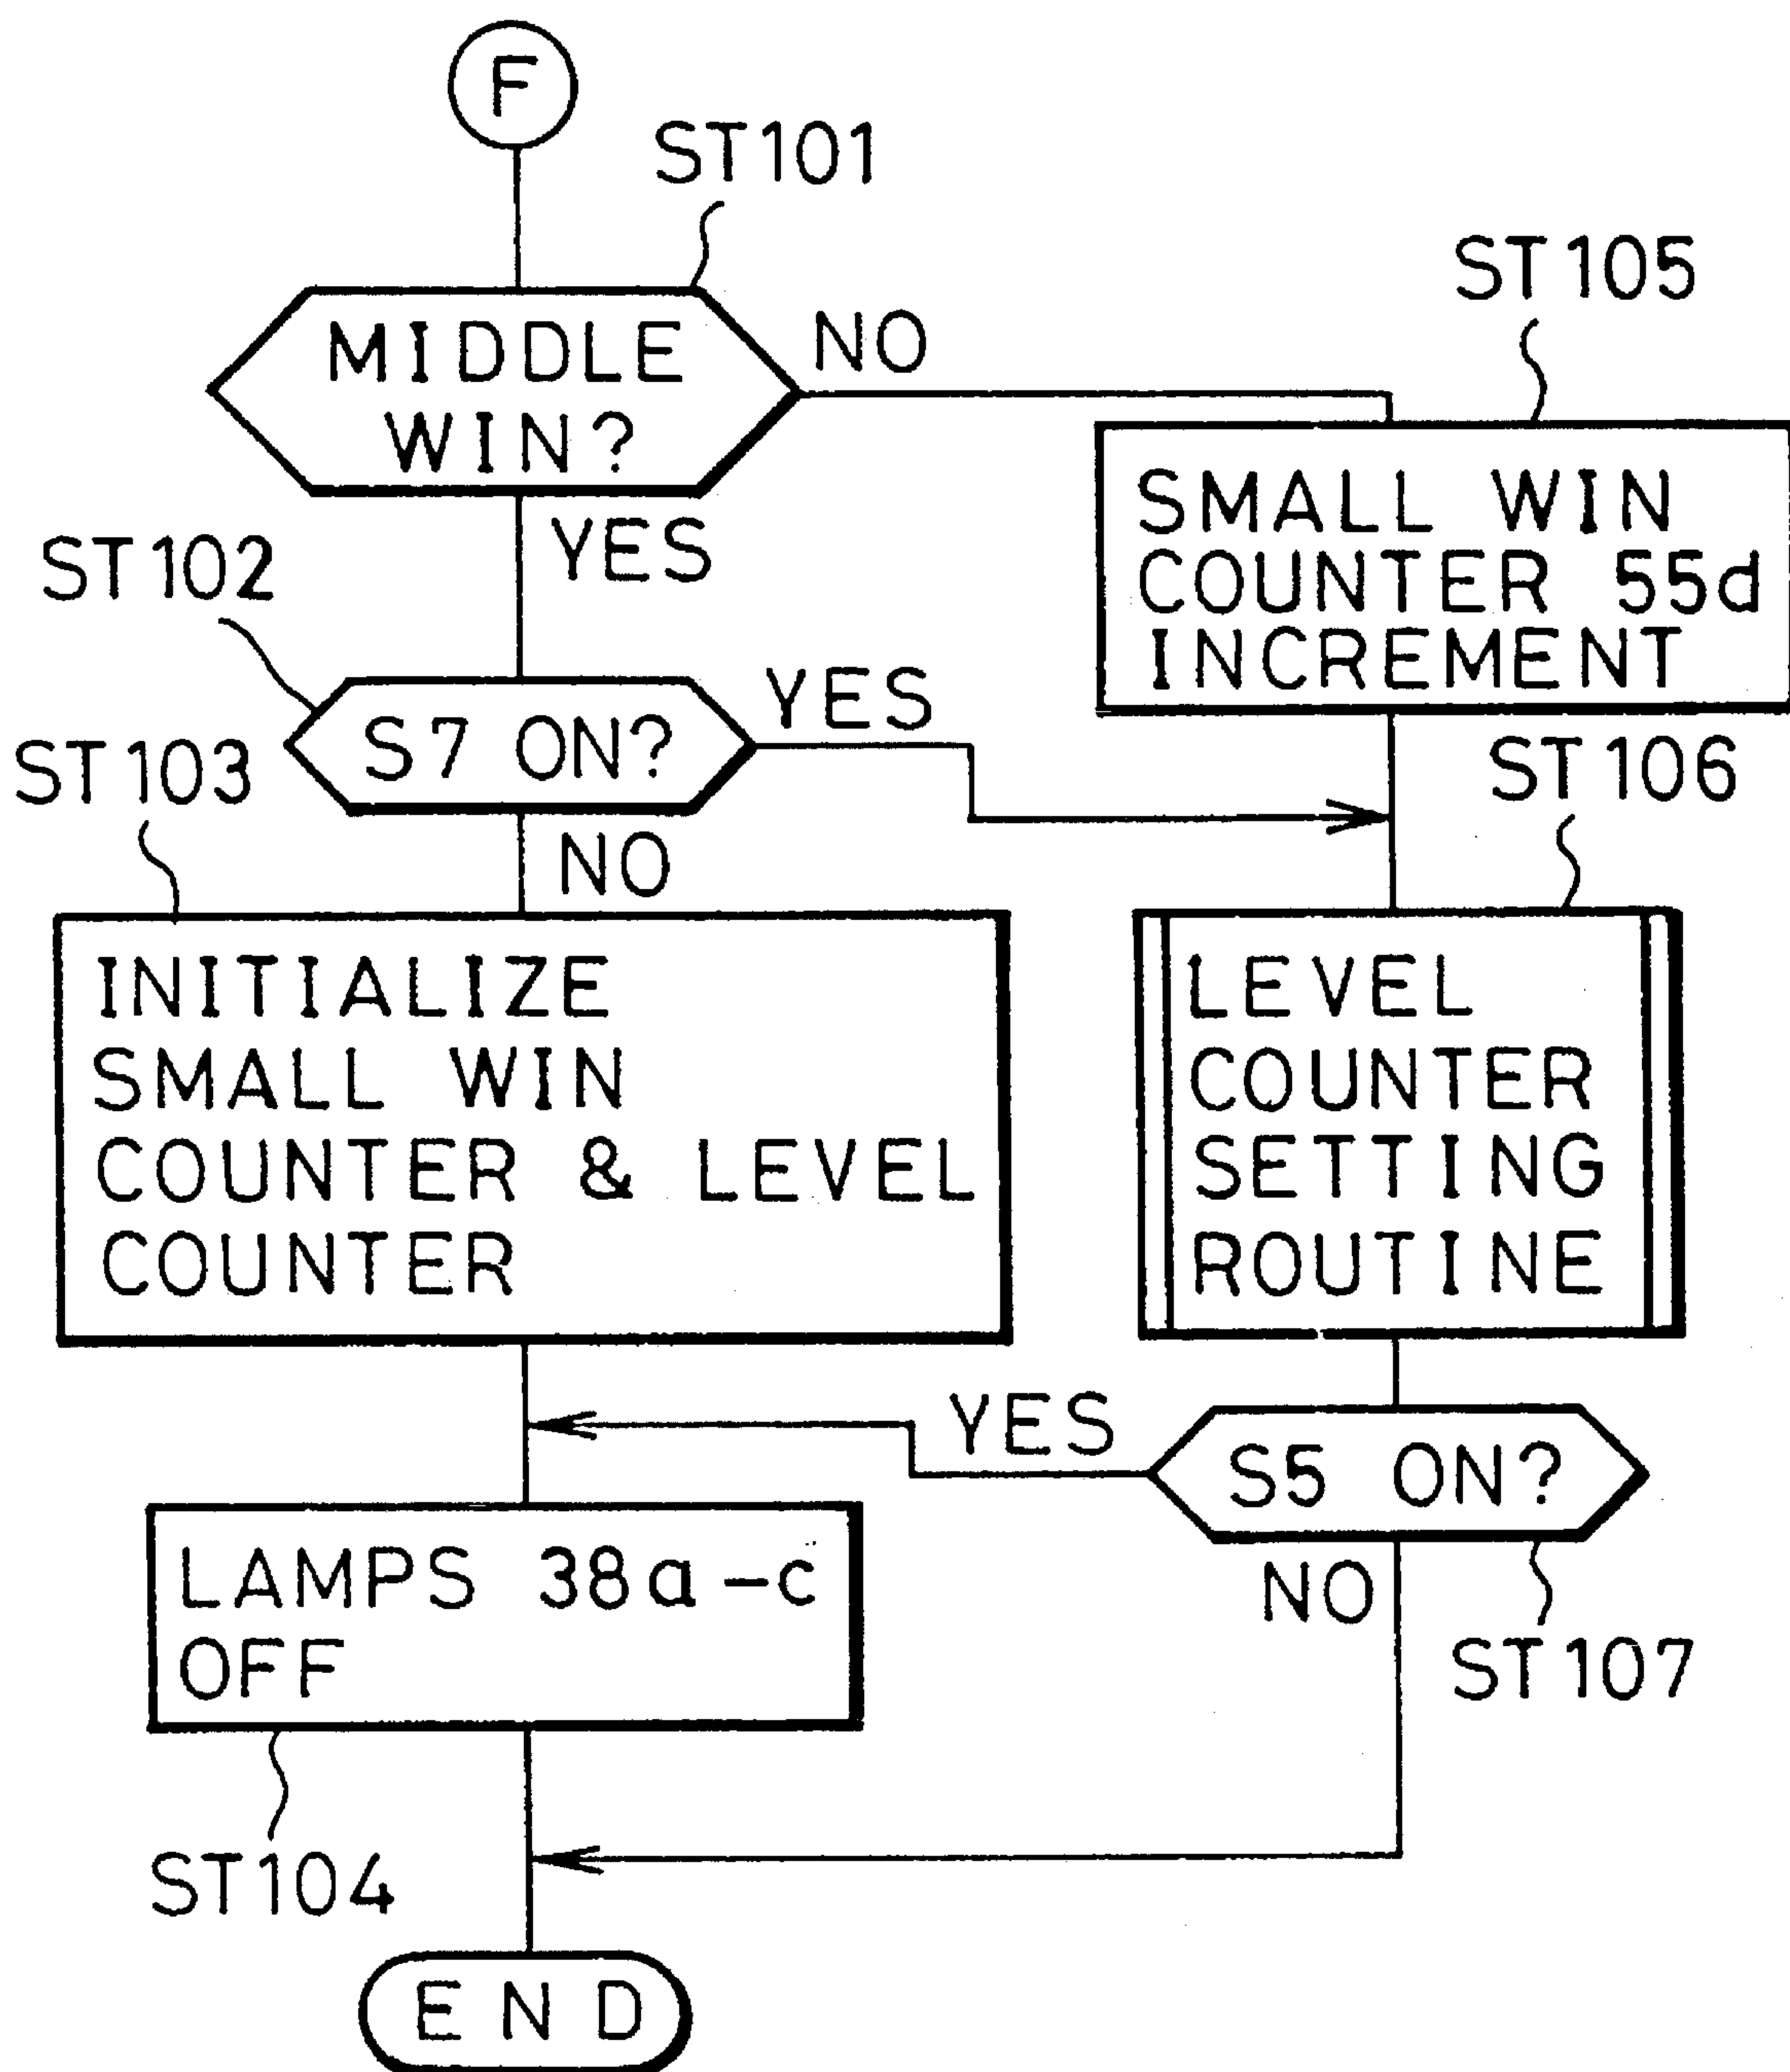 F
ST101
MIDDLE
WIN?
NO
YES
ST105
SMALL WIN
COUNTER 55d
INCREMENT
ST102
S7 ON?
YES
NO
ST103
INITIALIZE
SMALL WIN
COUNTER & LEVEL
COUNTER
ST106
LEVEL
COUNTER
SETTING
ROUTINE
YES
S5 ON?
NO
ST107
LAMPS 38a-c
OFF
ST104
END